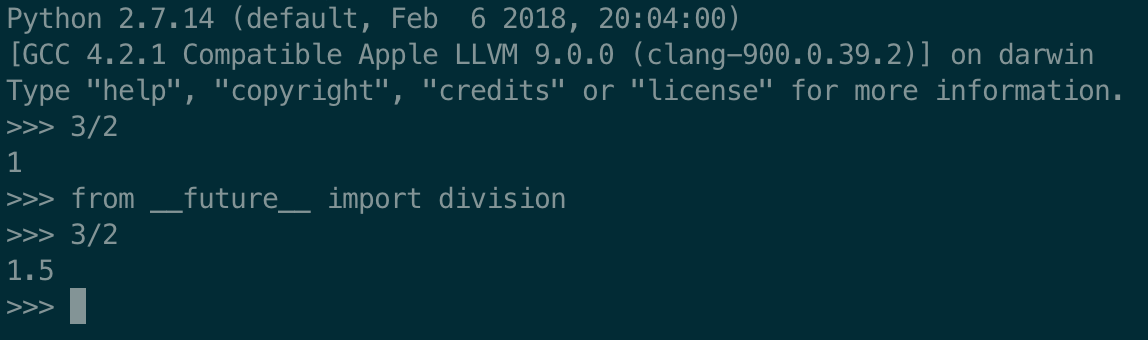 Python 2.7.14 (default, Feb  6 2018, 20:04:00)
[GCC 4.2.1 Compatible Apple LLVM 9.0.0 (clang-900.0.39.2)] on darwin
Type "help", "copyright", "credits" or "license" for more information.
>>> 3/2
1
>>> from __future__ import division
>>> 3/2
1.5
>>>